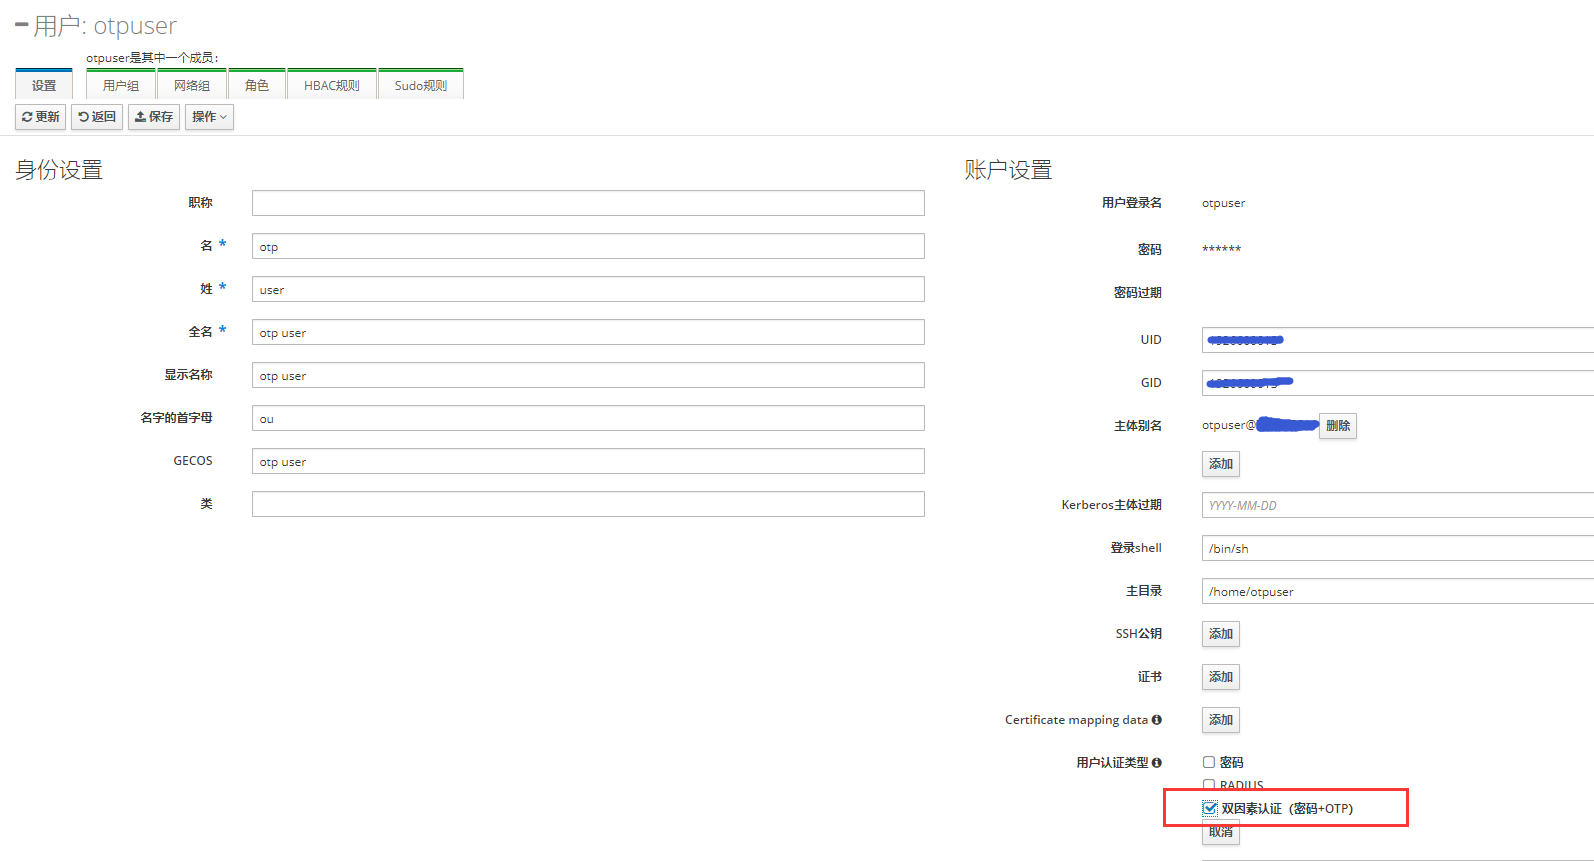 用户: otpuser
otpuser是其中一个成员:
设置 用户组 网络组 角色 HBAC规则 Sudo规则
更新 返回 保存 操作
身份设置
职称
名 * otp
姓 * user
全名 * otp user
显示名称 otp user
名字的首字母 ou
GECOS otp user
类
账户设置
用户登录名 otpuser
密码 ******
密码过期
UID
GID
主体别名 otpuser@ 删除
添加
Kerberos主体过期 YYYY-MM-DD
登录shell /bin/sh
主目录 /home/otpuser
SSH公钥 添加
证书 添加
Certificate mapping data 添加
用户认证类型 密码
RADIUS
双因素认证（密码+OTP）
取消